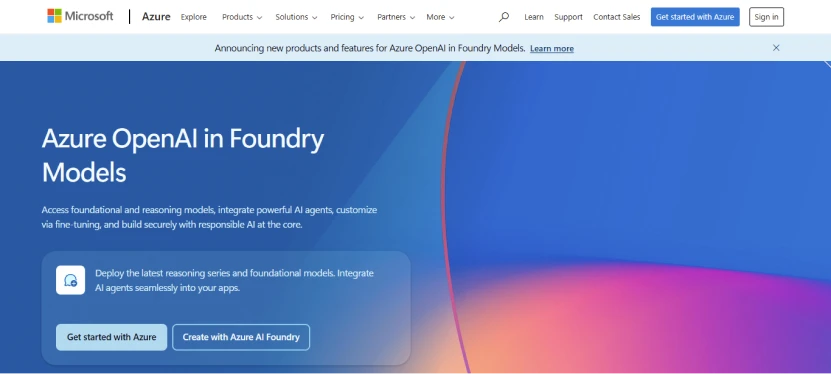 Microsoft Azure Explore Products Solutions Pricing Partners More Learn Support Contact Sales Get started with Azure Sign in
Announcing new products and features for Azure OpenAI in Foundry Models. Learn more
Azure OpenAI in Foundry
Models
Access foundational and reasoning models, integrate powerful AI agents, customize
via fine-tuning, and build securely with responsible AI at the core.
Deploy the latest reasoning series and foundational models. Integrate
AI agents seamlessly into your apps.
Get started with Azure Create with Azure AI Foundry